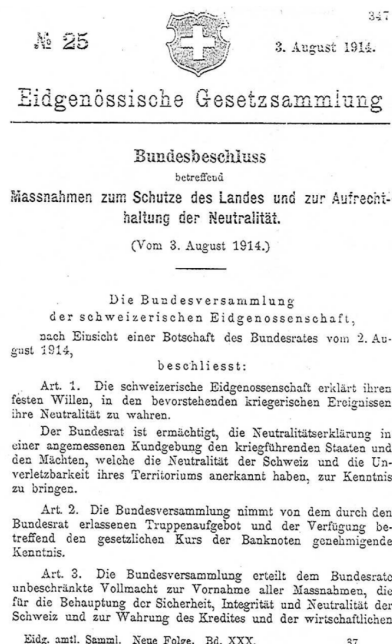 347
№ 25
3. August 1914.
Eidgenössische Gesetzsammlung
Bundesbeschluss
betreffend
Massnahmen zum Schutze des Landes und zur Aufrecht-
haltung der Neutralität.
(Vom 3. August 1914.)
Die Bundesversammlung
der schweizerischen Eidgenossenschaft,
nach Einsicht einer Botschaft des Bundesrates vom 2. Au-
gust 1914,
beschliesst:
Art. 1. Die schweizerische Eidgenossenschaft erklärt ihren
festen Willen, in den bevorstehenden kriegerischen Ereignissen
ihre Neutralität zu wahren.
Der Bundesrat ist ermächtigt, die Neutralitätserklärung in
einer angemessenen Kundgebung den kriegführenden Staaten und
den Mächten, welche die Neutralität der Schweiz und die Un-
verletzbarkeit ihres Territoriums anerkannt haben, zur Kenntnis
zu bringen.
Art. 2. Die Bundesversammlung nimmt von dem durch den
Bundesrat erlassenen Truppenaufgebot und der Verfügung be-
treffend den gesetzlichen Kurs der Banknoten genehmigende
Kenntnis.
Art. 3. Die Bundesversammlung erteilt dem Bundesrate
unbeschränkte Vollmacht zur Vornahme aller Massnahmen, die
für die Behauptung der Sicherheit, Integrität und Neutralität der
Schweiz und zur Wahrung des Kredites und der wirtschaftlichen
Eidg. amtl. Samml. Neue Folge. Bd. XXX. 37